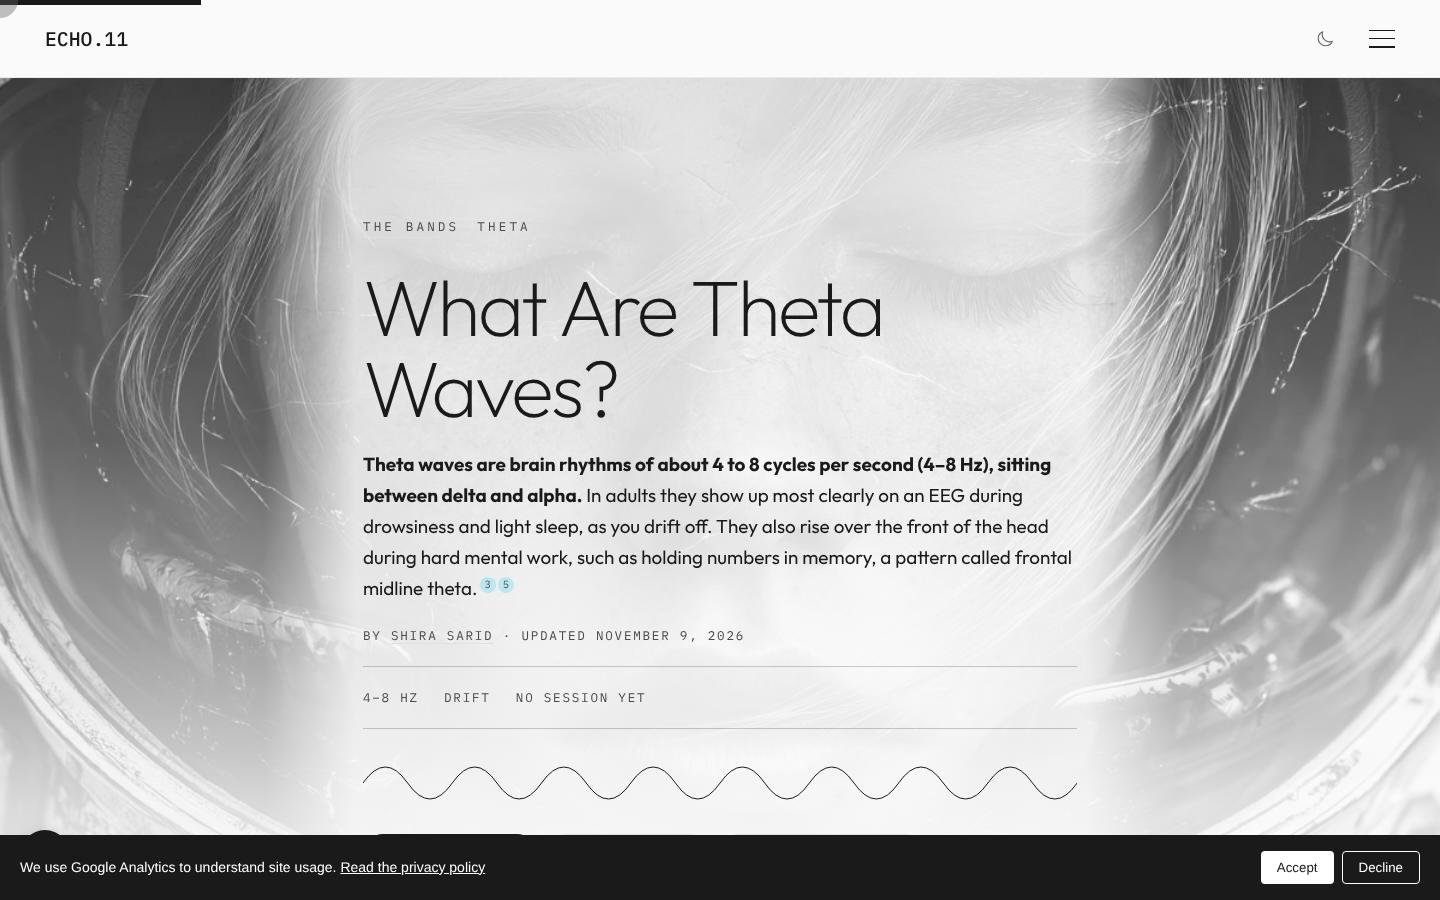 ECHO.11
THE BANDS THETA
What Are Theta
Waves?
Theta waves are brain rhythms of about 4 to 8 cycles per second (4–8 Hz), sitting
between delta and alpha. In adults they show up most clearly on an EEG during
drowsiness and light sleep, as you drift off. They also rise over the front of the head
during hard mental work, such as holding numbers in memory, a pattern called frontal
midline theta. 3 5
BY SHIRA SARID · UPDATED NOVEMBER 9, 2026
4–8 HZ DRIFT NO SESSION YET
We use Google Analytics to understand site usage. Read the privacy policy
Accept
Decline